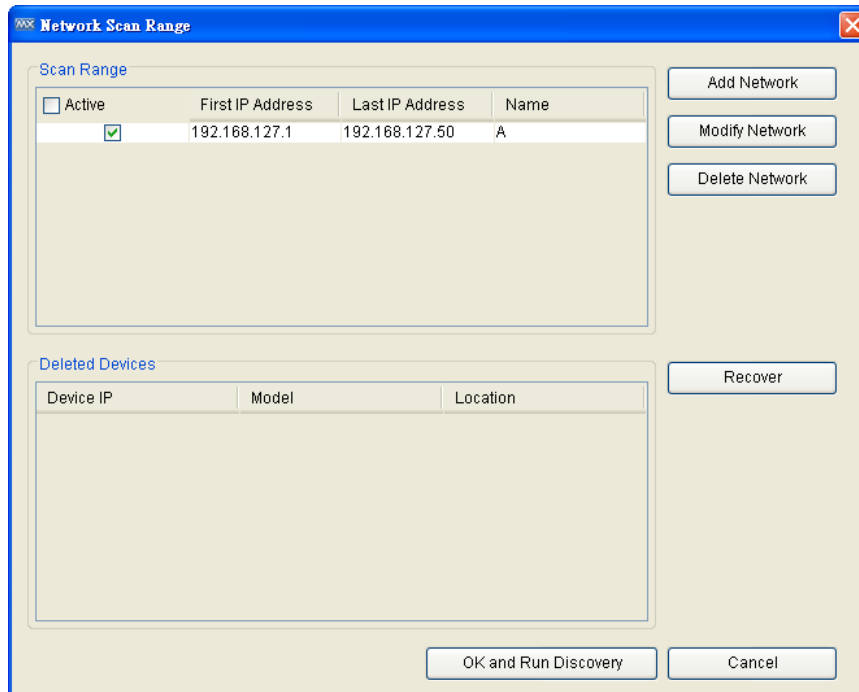 MX Network Scan Range
Scan Range
Add Network
Active First IP Address Last IP Address Name
192.168.127.1 192.168.127.50 A
Modify Network
Delete Network
Deleted Devices
Recover
Device IP Model Location
OK and Run Discovery Cancel